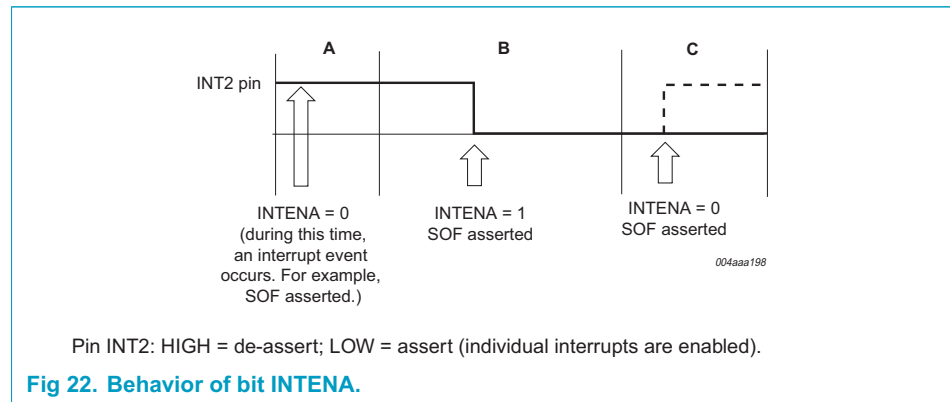 A
B
C
INT2 pin
INTENA = 0
(during this time,
an interrupt event
occurs. For example,
SOF asserted.)
INTENA = 1
SOF asserted
INTENA = 0
SOF asserted
004aaa198
Pin INT2: HIGH = de-assert; LOW = assert (individual interrupts are enabled).
Fig 22. Behavior of bit INTENA.